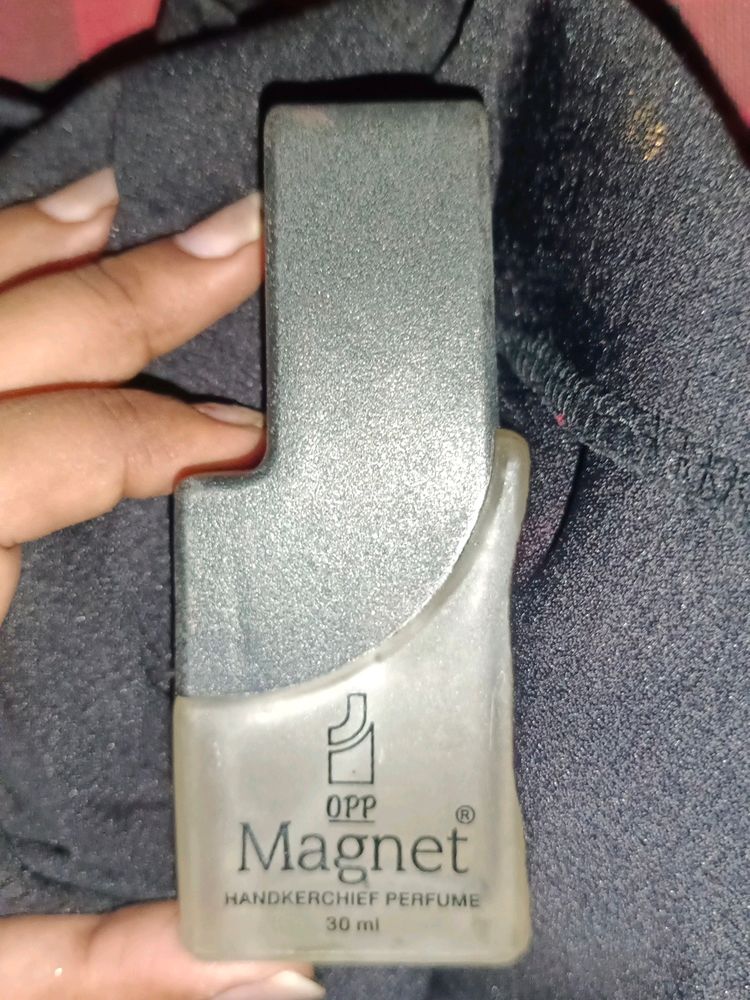 OPP
Magnet®
HANDKERCHIEF PERFUME
30 ml